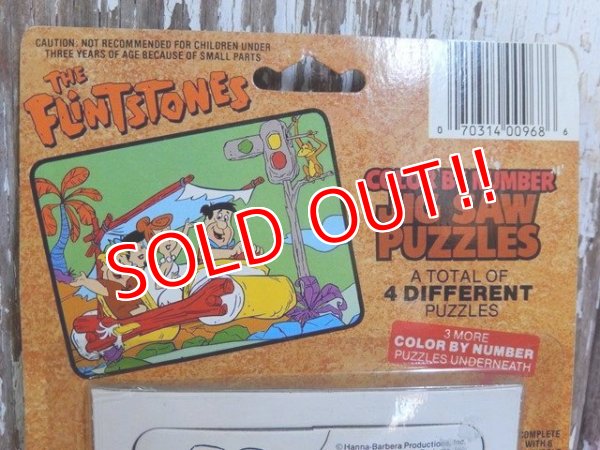 CAUTION: NOT RECOMMENDED FOR CHILDREN UNDER
THREE YEARS OF AGE BECAUSE OF SMALL PARTS
THE
FLINTSTONES
0 70314 00968 6
COLOR BY NUMBER
JIG SAW
PUZZLES
A TOTAL OF
4 DIFFERENT
PUZZLES
3 MORE
COLOR BY NUMBER
PUZZLES UNDERNEATH
SOLD OUT!!
© Hanna-Barbera Productions, Inc.
COMPLETE
WITH 6